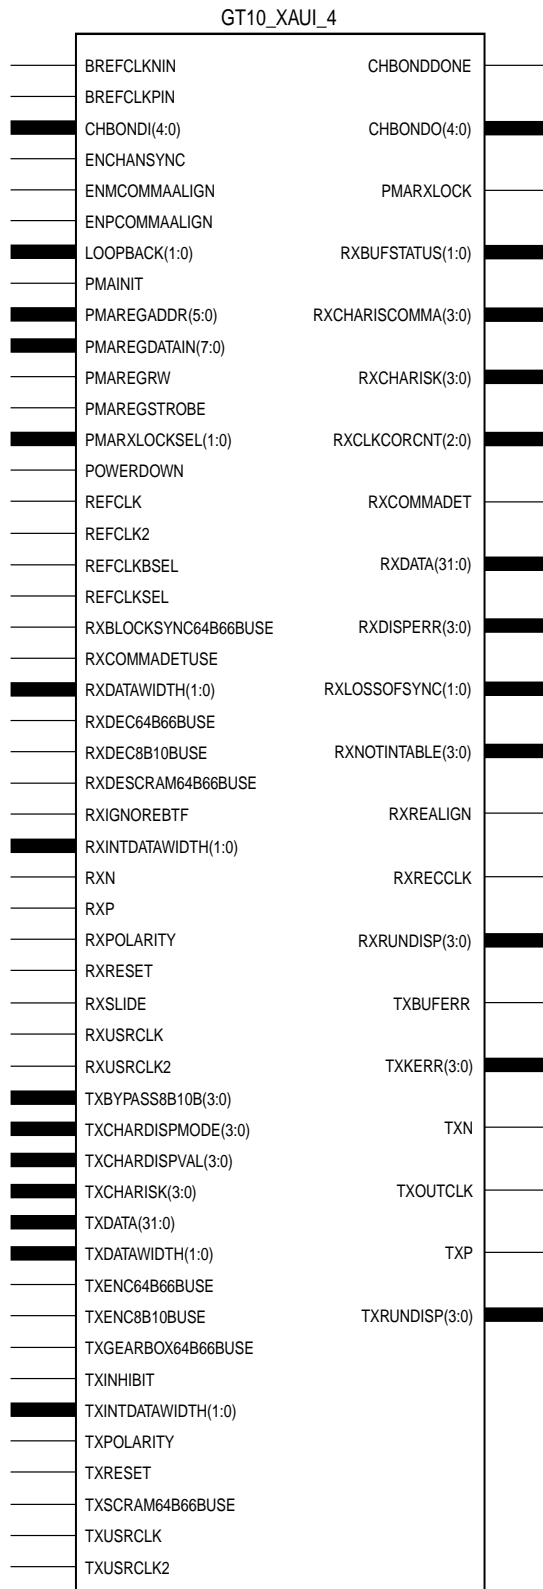 GT10_XAUI_4
BREFCLKNIN CHBONDDONE
BREFCLKPIN
CHBONDI(4:0) CHBONDO(4:0)
ENCHANSYNC
ENMCOMMAALIGN PMARXLOCK
ENPCOMMAALIGN
LOOPBACK(1:0) RXBUFSTATUS(1:0)
PMAINIT
PMAREGADDR(5:0) RXCHARISCOMMA(3:0)
PMAREGDATAIN(7:0)
PMAREGRW RXCHARISK(3:0)
PMAREGSTROBE
PMARXLOCKSEL(1:0) RXCLKCORCNT(2:0)
POWERDOWN
REFCLK RXCOMMADET
REFCLK2
REFCLKBSEL RXDATA(31:0)
REFCLKSEL
RXBLOCKSYNC64B66BUSE RXDISPERR(3:0)
RXCOMMADETUSE
RXDATAWIDTH(1:0) RXLOSSOFSYNC(1:0)
RXDEC64B66BUSE
RXDEC8B10BUSE RXNOTINTABLE(3:0)
RXDESCRAM64B66BUSE
RXIGNOREBTF RXREALIGN
RXINTDATAWIDTH(1:0)
RXN RXRECCLK
RXP
RXPOLARITY RXRUNDISP(3:0)
RXRESET
RXSLIDE TXBUFERR
RXUSRCLK
RXUSRCLK2 TXKERR(3:0)
TXBYPASS8B10B(3:0)
TXCHARDISPMODE(3:0) TXN
TXCHARDISPVAL(3:0)
TXCHARISK(3:0) TXOUTCLK
TXDATA(31:0)
TXDATAWIDTH(1:0) TXP
TXENC64B66BUSE
TXENC8B10BUSE TXRUNDISP(3:0)
TXGEARBOX64B66BUSE
TXINHIBIT
TXINTDATAWIDTH(1:0)
TXPOLARITY
TXRESET
TXSCRAM64B66BUSE
TXUSRCLK
TXUSRCLK2